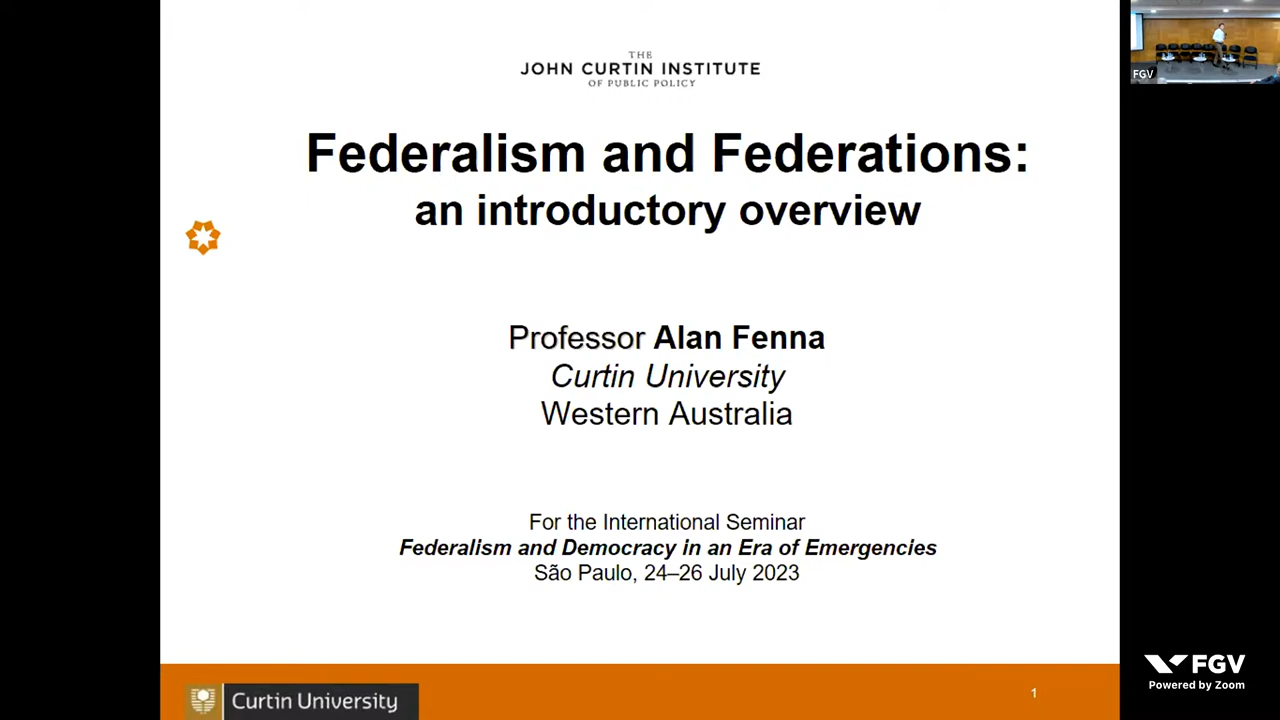 THE
JOHN CURTIN INSTITUTE
OF PUBLIC POLICY
Federalism and Federations:
an introductory overview
Professor Alan Fenna
Curtin University
Western Australia
For the International Seminar
Federalism and Democracy in an Era of Emergencies
São Paulo, 24–26 July 2023
Curtin University
1
FGV
FGV
Powered by Zoom